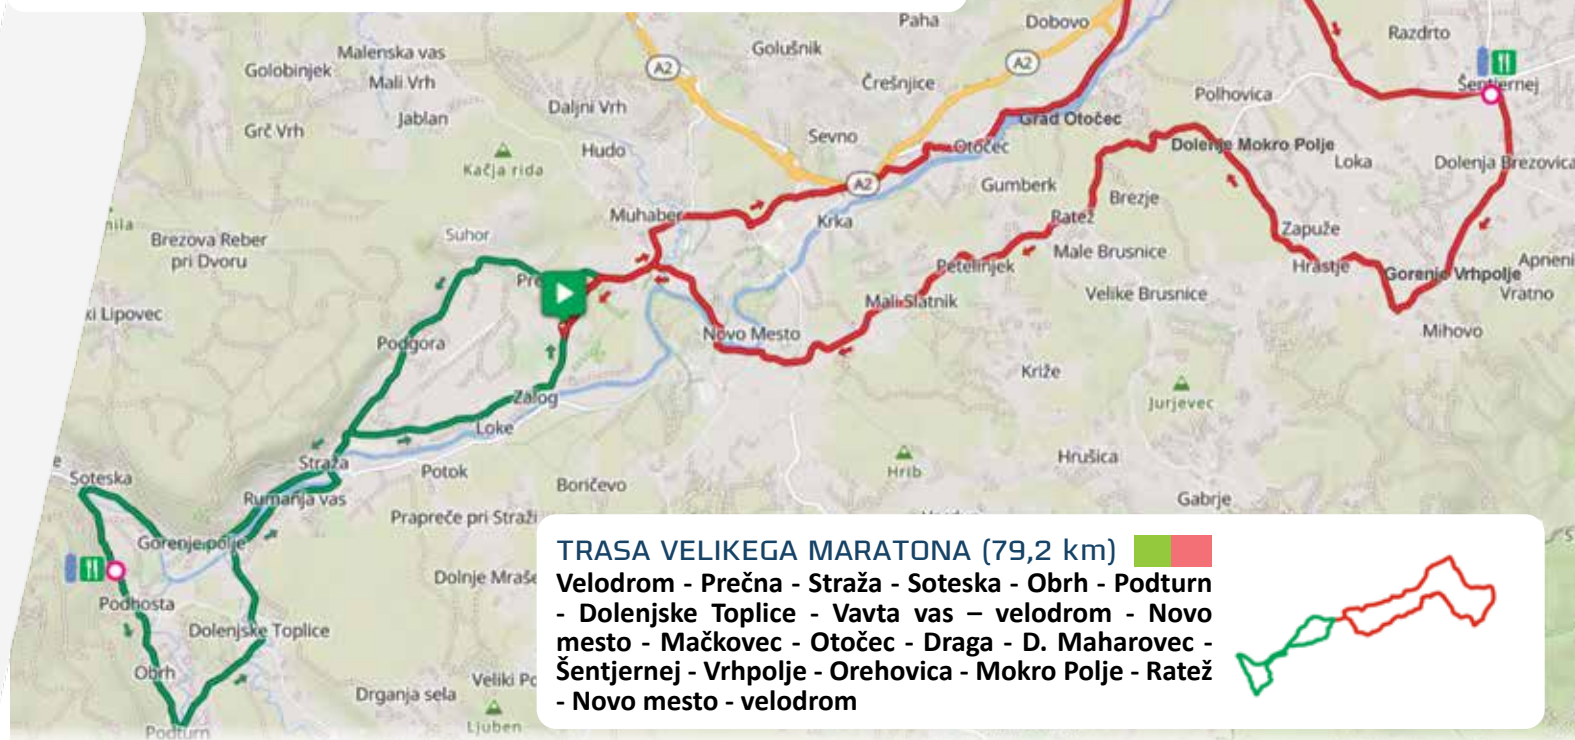 Paha
Dobovo
Razdrto
Malenska vas
Golušnik
A2
A2
Golobinjek
Mali Vrh
Črešnjice
Polhovica
Šentjernej
Daljni Vrh
Jablan
Grad Otočec
Grč Vrh
Sevno
Otočec
Dolenje Mokro Polje
Hudo
Loka
Dolenja Brezovica
Kačja rida
A2
Gumberk
Brezje
Muhaber
Krka
Ratež
Zapuže
Suhor
Brezova Reber
pri Dvoru
Male Brusnice
Petelinjek
Hrastje
Gorenje Vrhpolje
Velike Brusnice
Vratno
Mali Slatnik
Lipovec
Novo Mesto
Mihovo
Podgora
Križe
Zalog
Jurjevec
Loke
Straža
Potok
Hrib
Hrušica
Soteska
Boričevo
Rumanja vas
Gabrje
Prapreče pri Straži
Gorenje polje
Podhosta
Dolenjske Toplice
Obrh
Drganja sela
Ljuben
Podturn
TRASA VELIKEGA MARATONA (79,2 km)
Velodrom - Prečna - Straža - Soteska - Obrh - Podturn
- Dolenjske Toplice - Vavta vas – velodrom - Novo
mesto - Mačkovec - Otočec - Draga - D. Maharovec -
Šentjernej - Vrhpolje - Orehovica - Mokro Polje - Ratež
- Novo mesto - velodrom